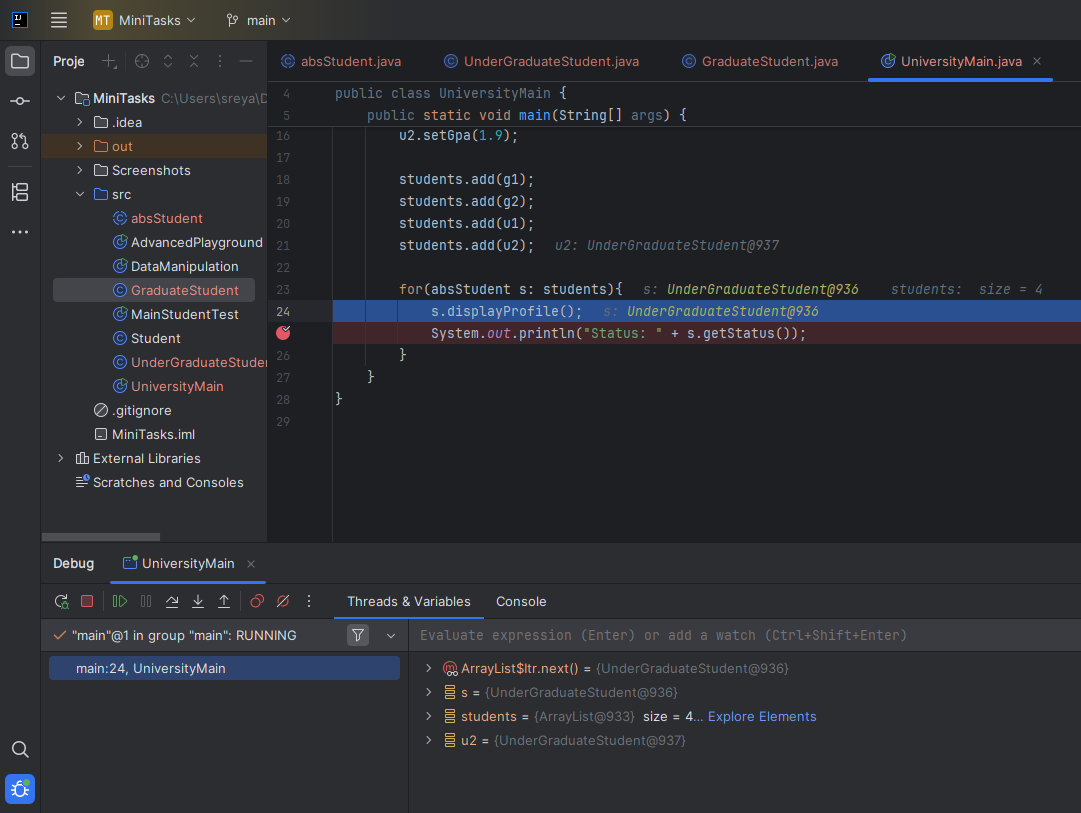 MT MiniTasks main
Proje
absStudent.java UnderGraduateStudent.java GraduateStudent.java UniversityMain.java
MiniTasks C:\Users\sreya\D
.idea
out
Screenshots
src
absStudent
AdvancedPlayground
DataManipulation
GraduateStudent
MainStudentTest
Student
UnderGraduateStuder
UniversityMain
.gitignore
MiniTasks.iml
External Libraries
Scratches and Consoles
4 public class UniversityMain {
5 public static void main(String[] args) {
16 u2.setGpa(1.9);
17
18 students.add(g1);
19 students.add(g2);
20 students.add(u1);
21 students.add(u2); u2: UnderGraduateStudent@937
22
23 for(absStudent s: students){ s: UnderGraduateStudent@936 students: size = 4
24 s.displayProfile(); s: UnderGraduateStudent@936
System.out.println("Status: " + s.getStatus());
26 }
27 }
28 }
29
Debug UniversityMain
Threads & Variables Console
"main"@1 in group "main": RUNNING
Evaluate expression (Enter) or add a watch (Ctrl+Shift+Enter)
main:24, UniversityMain
ArrayList$Itr.next() = {UnderGraduateStudent@936}
s = {UnderGraduateStudent@936}
students = {ArrayList@933} size = 4... Explore Elements
u2 = {UnderGraduateStudent@937}